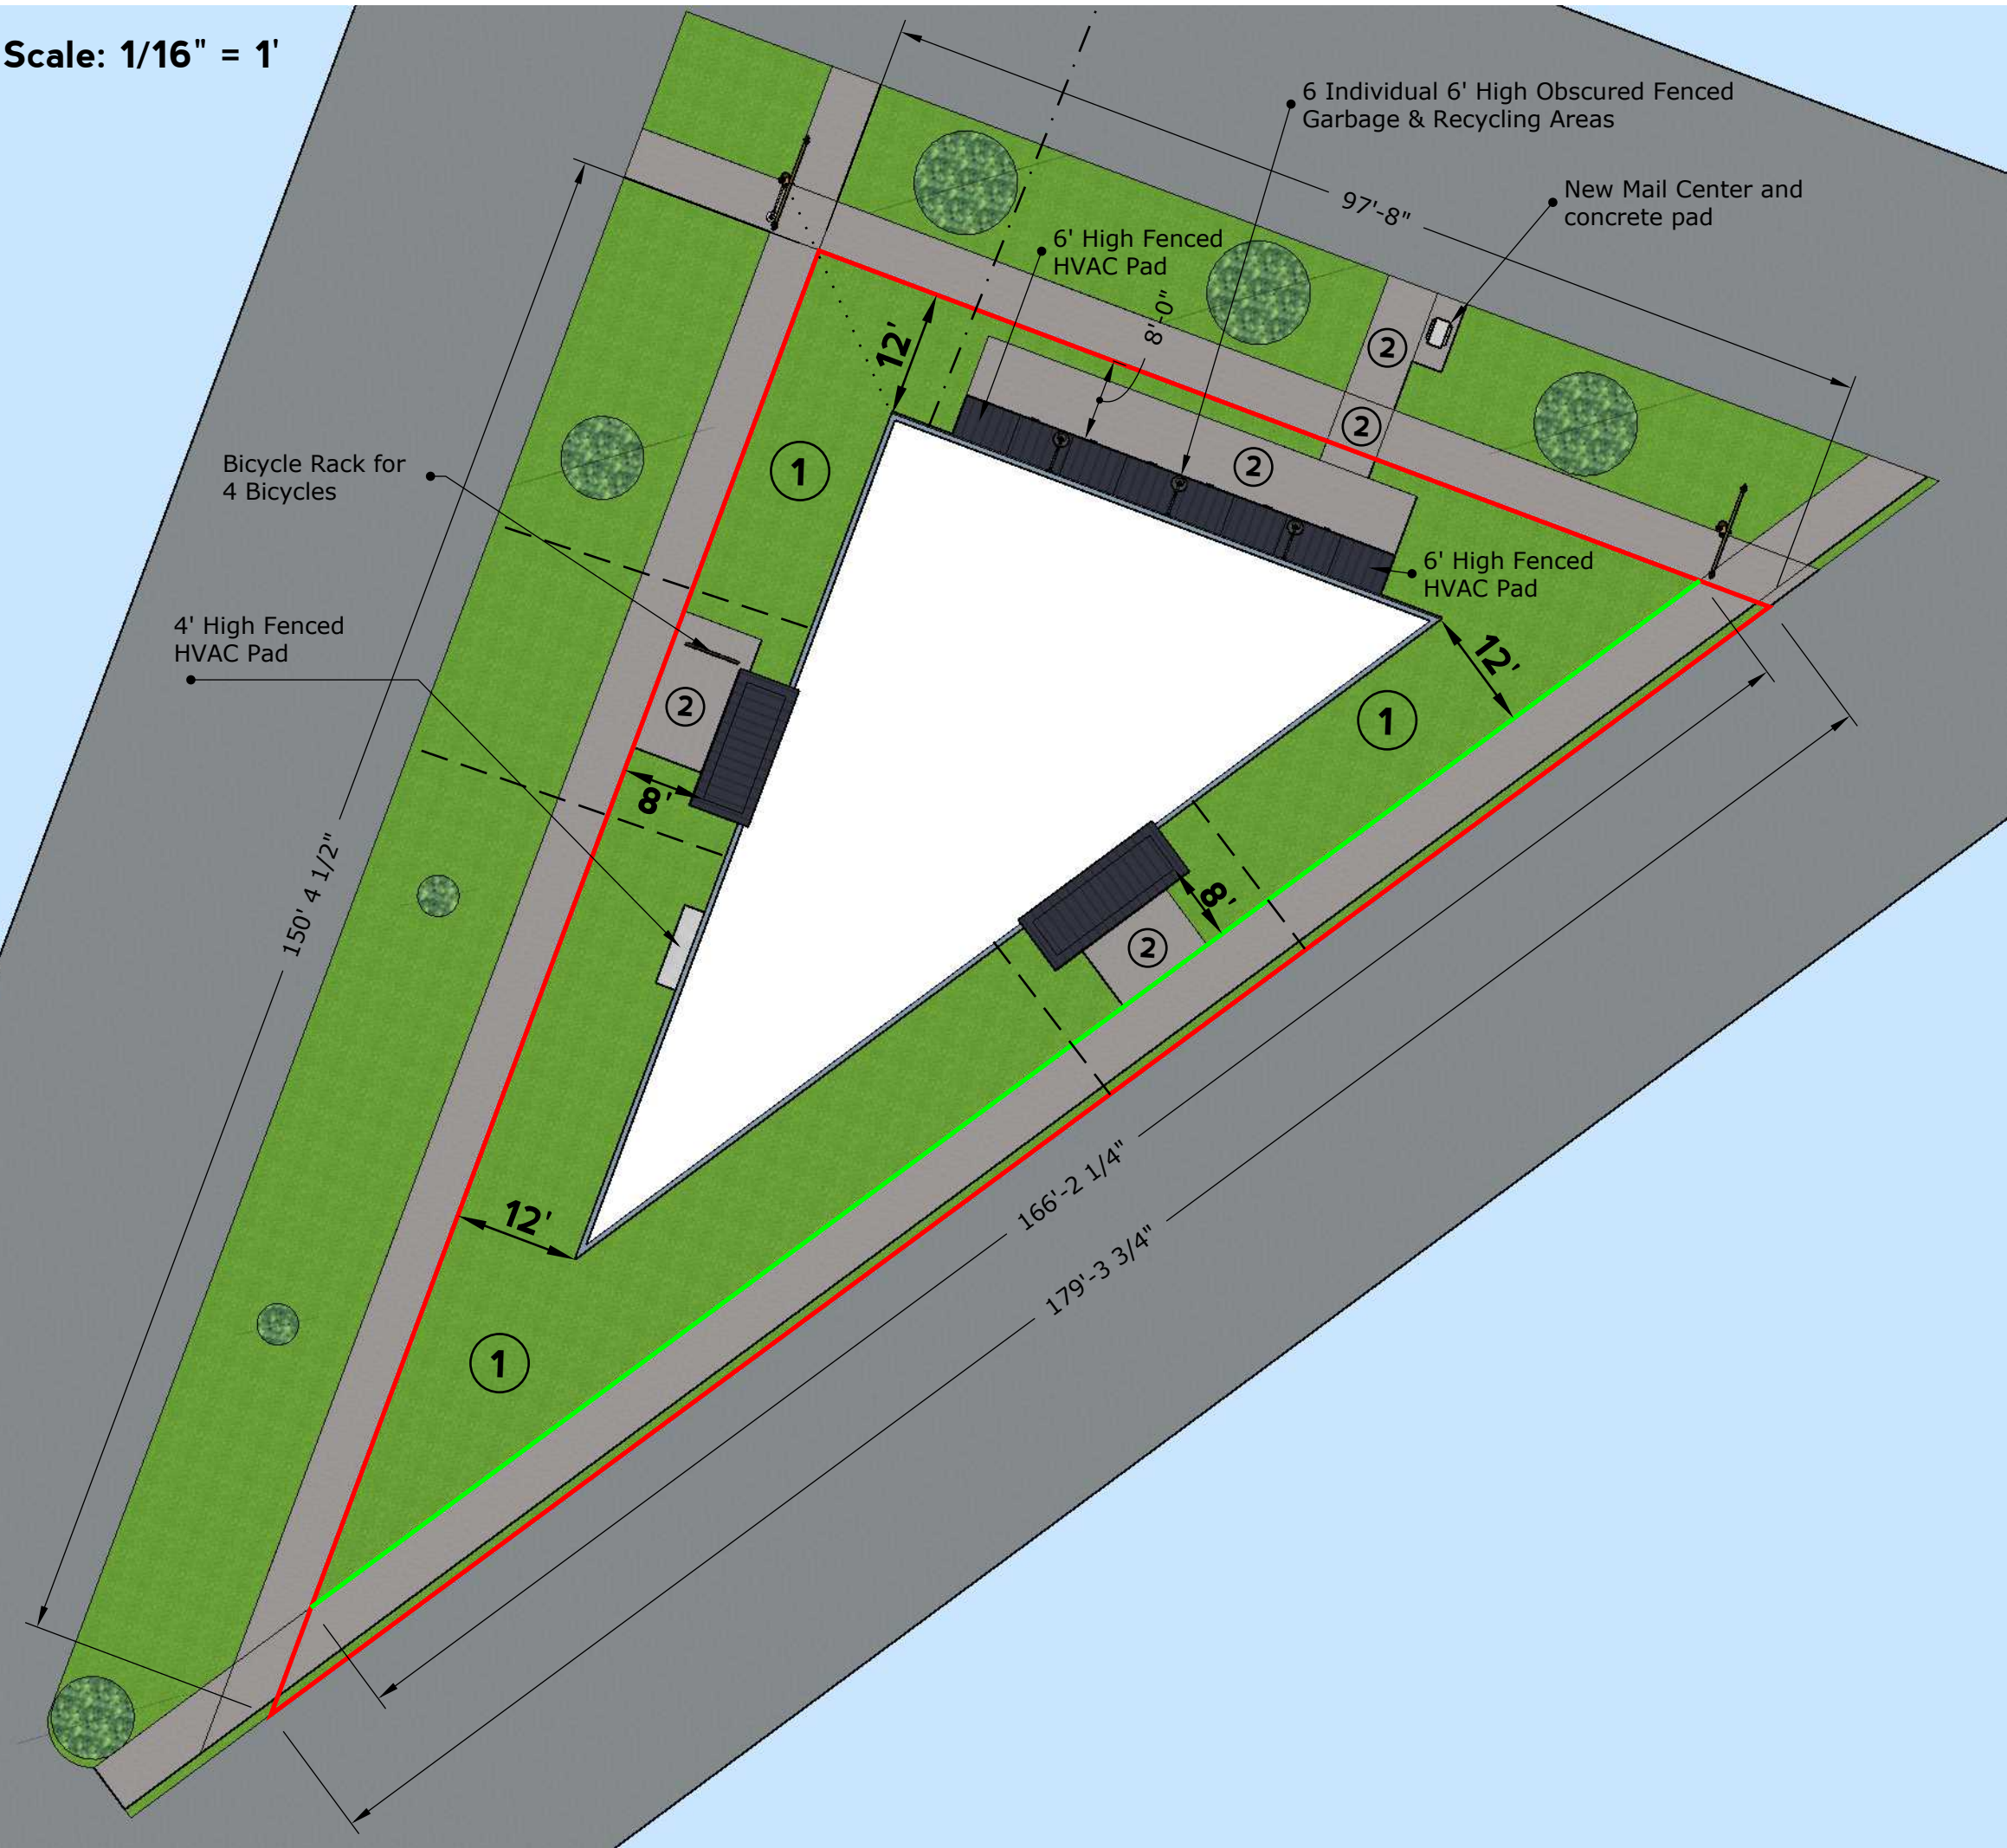 Scale: 1/16" = 1'
6 Individual 6' High Obscured Fenced
Garbage & Recycling Areas
New Mail Center and
concrete pad
97'-8"
6' High Fenced
HVAC Pad
8'-0"
12'
2
2
2
1
Bicycle Rack for
4 Bicycles
6' High Fenced
HVAC Pad
4' High Fenced
HVAC Pad
12'
1
2
8'
8'
2
150' 4 1/2"
12'
166'-2 1/4"
179'-3 3/4"
1